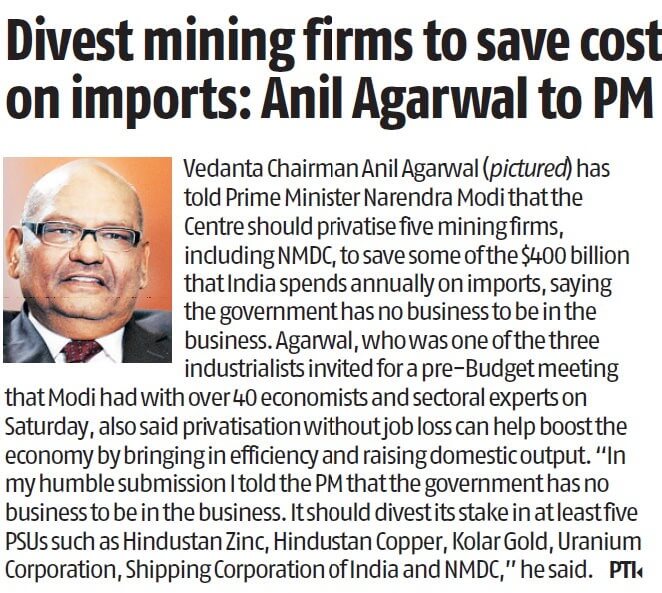 Divest mining firms to save cost
on imports: Anil Agarwal to PM
Vedanta Chairman Anil Agarwal (pictured) has
told Prime Minister Narendra Modi that the
Centre should privatise five mining firms,
including NMDC, to save some of the $400 billion
that India spends annually on imports, saying
the government has no business to be in the
business. Agarwal, who was one of the three
industrialists invited for a pre-Budget meeting
that Modi had with over 40 economists and sectoral experts on
Saturday, also said privatisation without job loss can help boost the
economy by bringing in efficiency and raising domestic output. “In
my humble submission I told the PM that the government has no
business to be in the business. It should divest its stake in at least five
PSUs such as Hindustan Zinc, Hindustan Copper, Kolar Gold, Uranium
Corporation, Shipping Corporation of India and NMDC,” he said. PTI